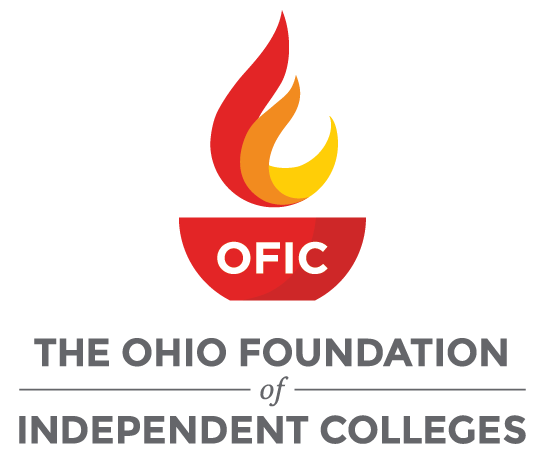 OFIC
THE OHIO FOUNDATION
of
INDEPENDENT COLLEGES